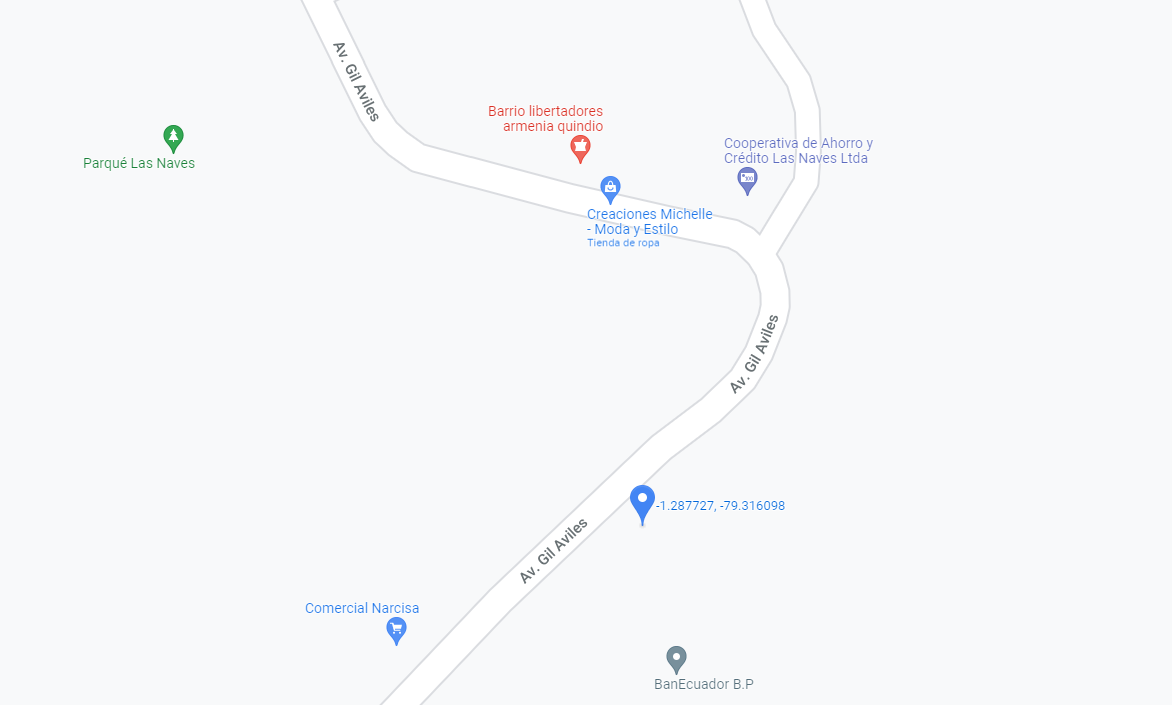 Av. Gil Aviles
Barrio libertadores
armenia quindio
Cooperativa de Ahorro y
Crédito Las Naves Ltda
100
Parqué Las Naves
Creaciones Michelle
- Moda y Estilo
Tienda de ropa
Av. Gil Aviles
-1.287727, -79.316098
Av. Gil Aviles
Comercial Narcisa
BanEcuador B.P